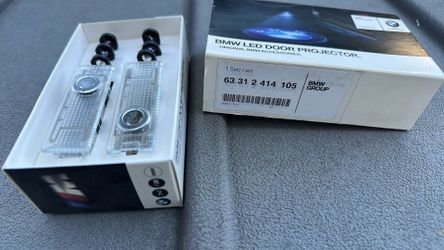 BMW LED DOOR PROJECTOR.
ORIGINAL BMW ACCESSORIES.
63.31 2 414 105
BMW
GROUP